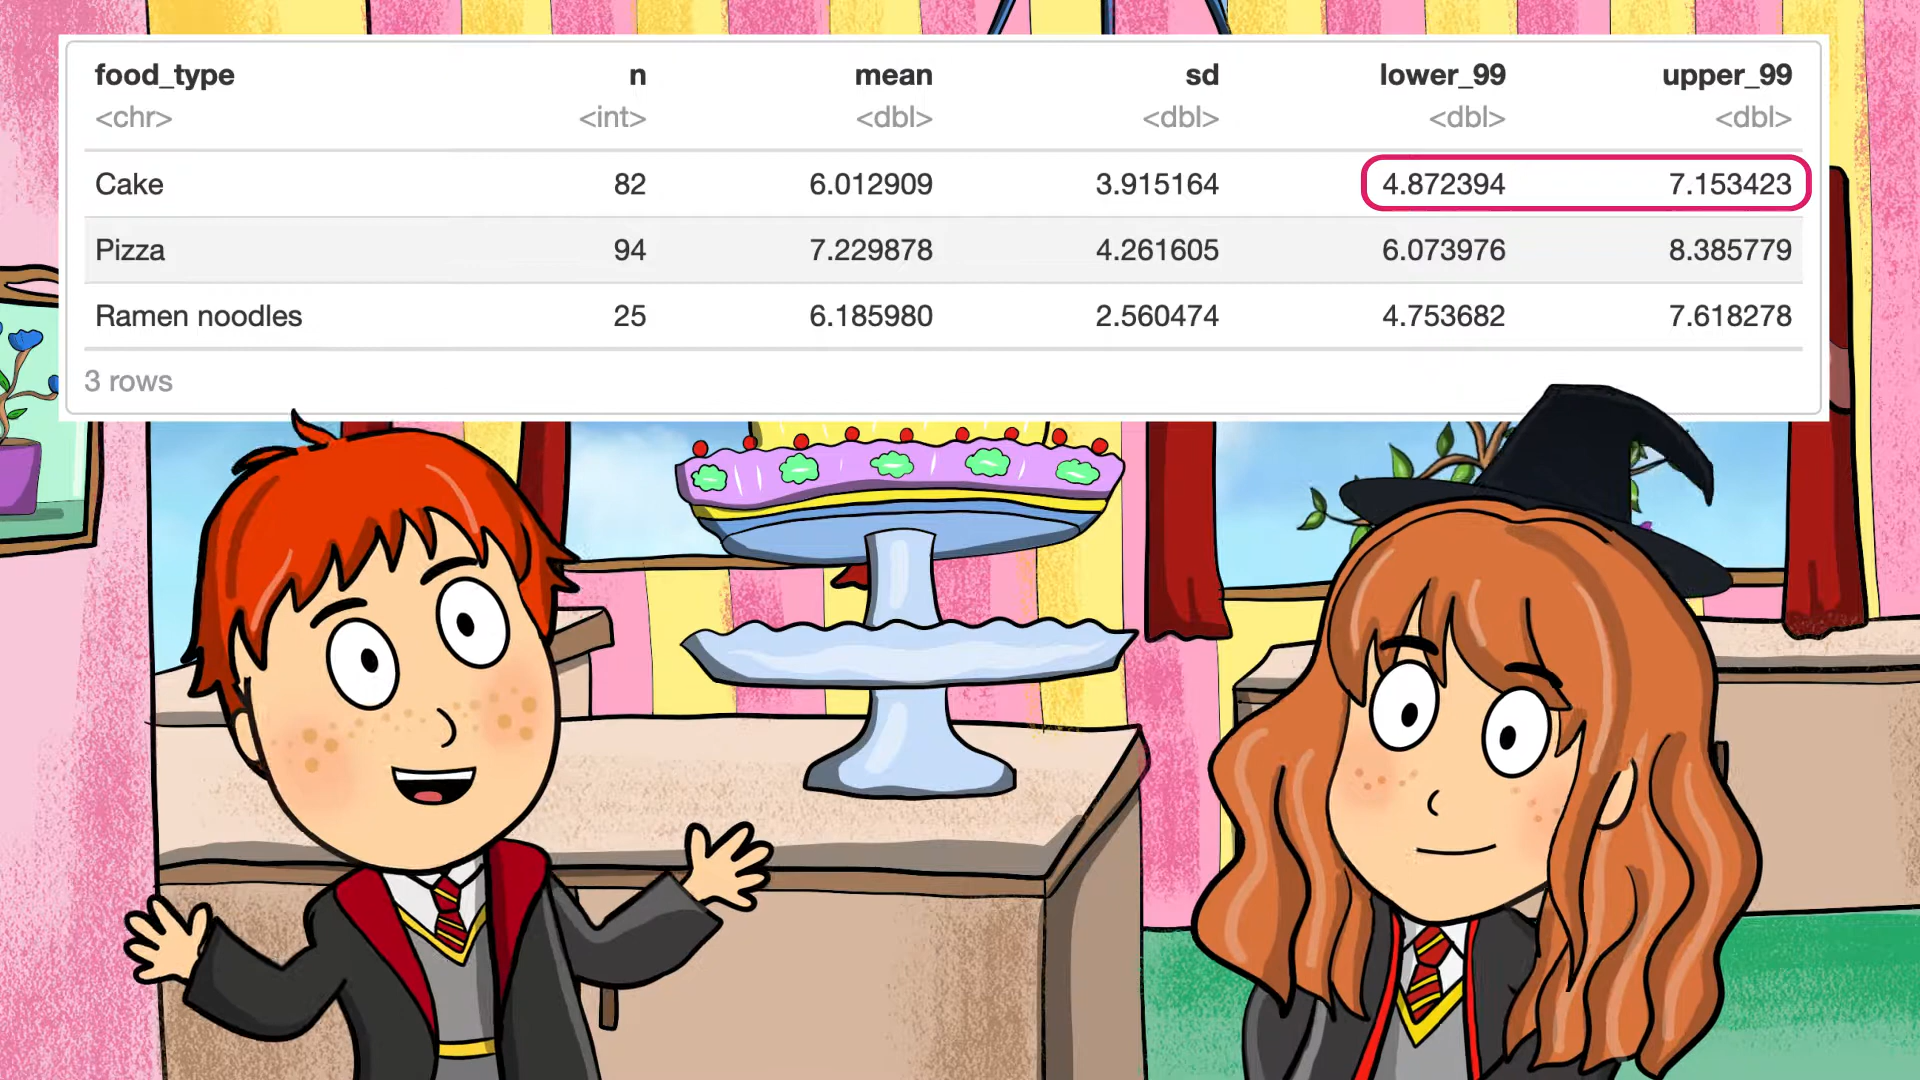 food_type n mean sd lower_99 upper_99
<chr> <int> <dbl> <dbl> <dbl> <dbl>
Cake 82 6.012909 3.915164 4.872394 7.153423
Pizza 94 7.229878 4.261605 6.073976 8.385779
Ramen noodles 25 6.185980 2.560474 4.753682 7.618278
3 rows